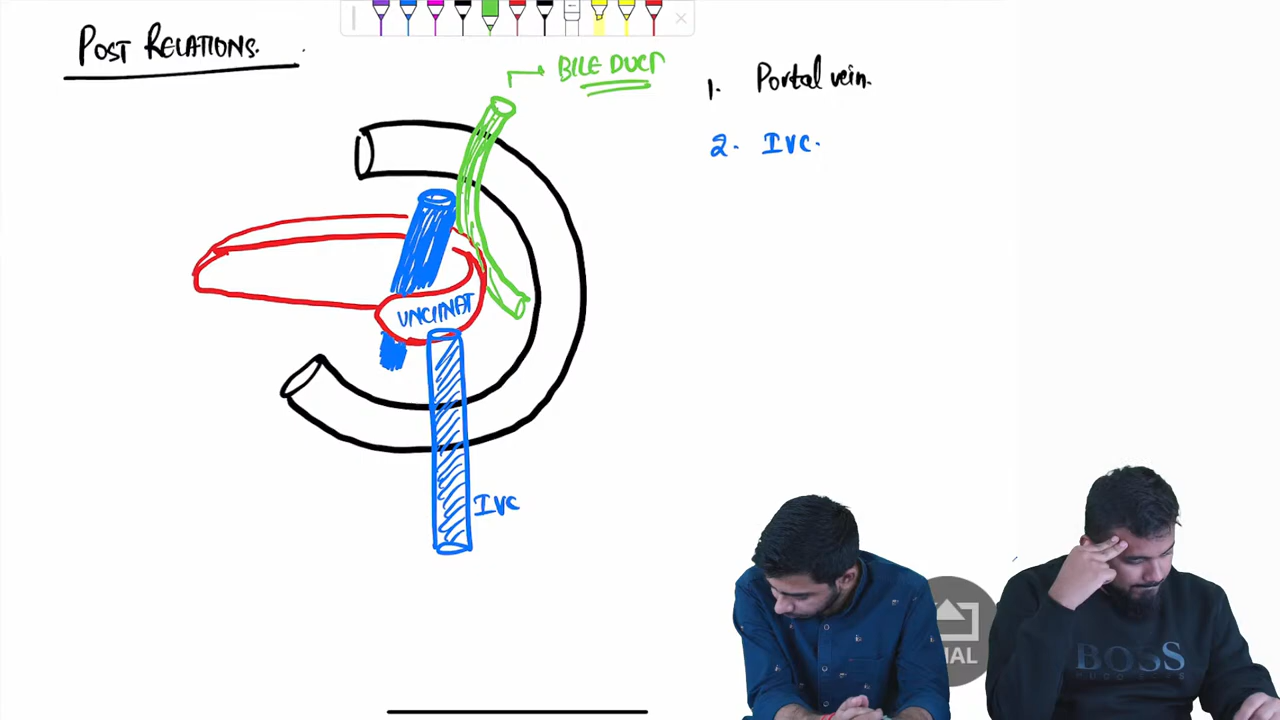 POST RELATIONS.
BILE DUCT
1. Portal vein.
2. IVC.
UNCINAT
IVC
BOSS